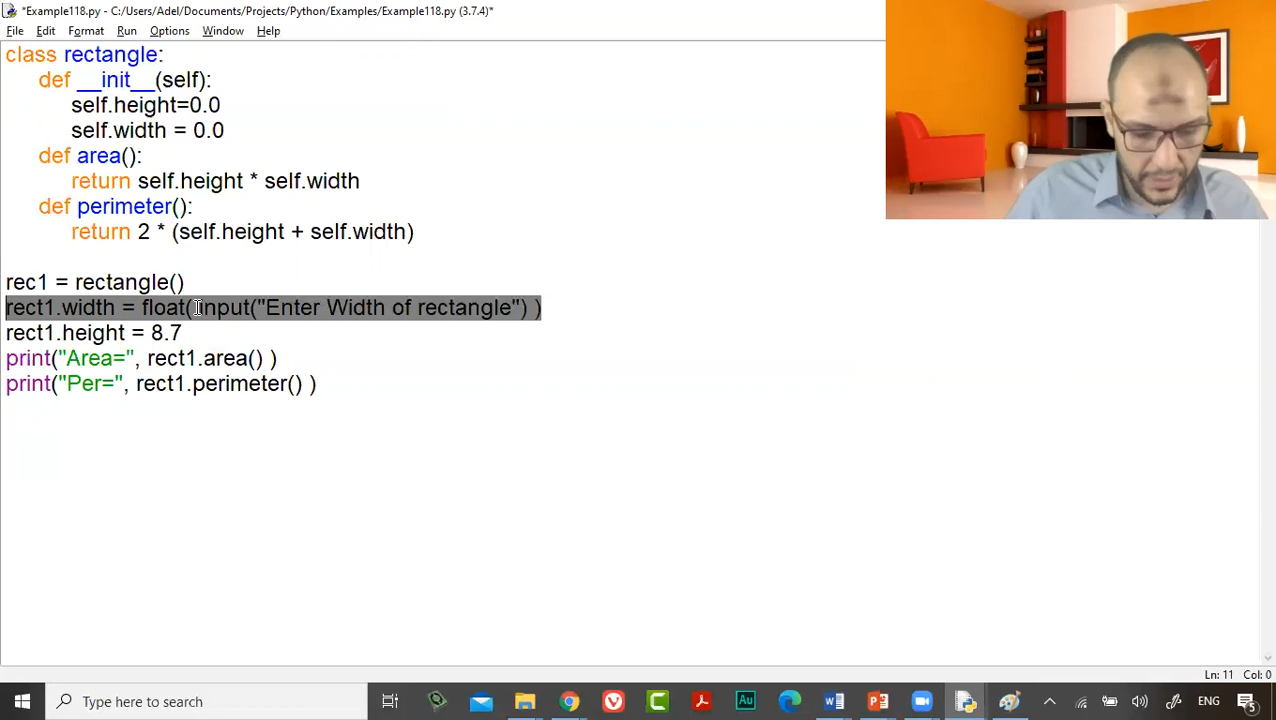 *Example118.py - C:/Users/Adel/Documents/Projects/Python/Examples/Example118.py (3.7.4)*
File Edit Format Run Options Window Help
class rectangle:
def __init__(self):
self.height=0.0
self.width = 0.0
def area():
return self.height * self.width
def perimeter():
return 2 * (self.height + self.width)
rec1 = rectangle()
rect1.width = float( input("Enter Width of rectangle") )
rect1.height = 8.7
print("Area=", rect1.area() )
print("Per=", rect1.perimeter() )
Ln: 11 Col: 0
Type here to search
ENG
5